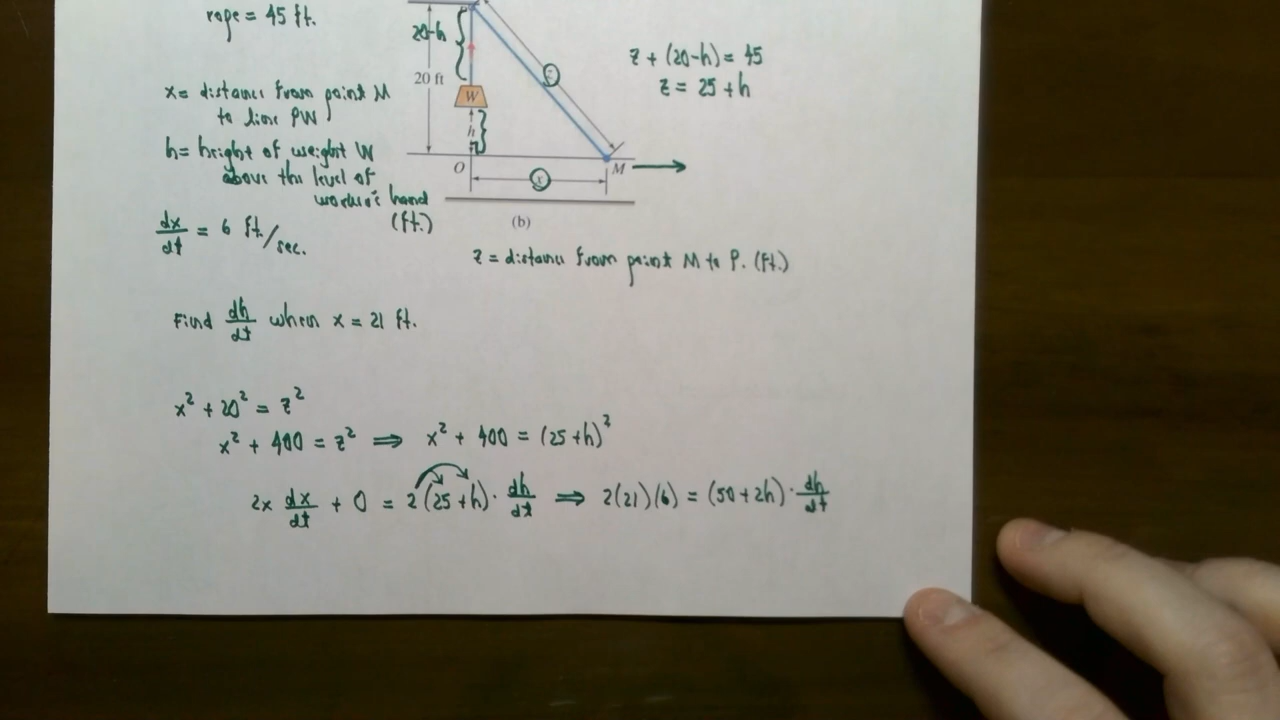 rope = 45 ft.
20-h
z + (20-h) = 45
20 ft
z
z = 25 + h
x = distance from point M
W
to line PW
h
h = height of weight W
O
M
above the level of
x
worker's hand
(ft.)
(b)
dx/dt = 6 ft/sec.
z = distance from point M to P. (ft.)
Find dh/dt when x = 21 ft.
x² + 20² = z²
x² + 400 = z² ⟹ x² + 400 = (25+h)²
2x dx/dt + 0 = 2(25+h)· dh/dt ⟹ 2(21)(6) = (50+2h)· dh/dt